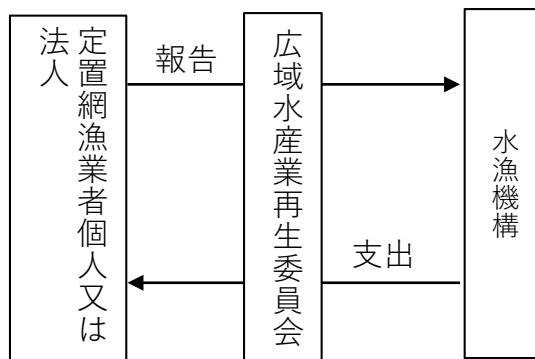 定置網漁業者個人又は
法人
報告
広域水産業再生委員会
水漁機構
支出